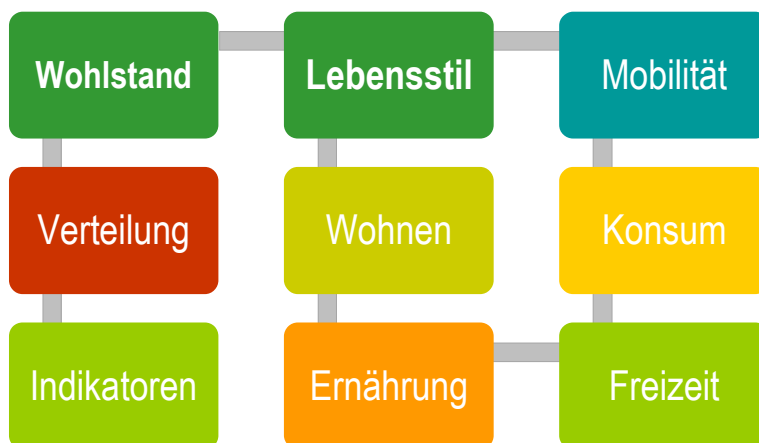 Wohlstand
Lebensstil
Mobilität
Verteilung
Wohnen
Konsum
Indikatoren
Ernährung
Freizeit